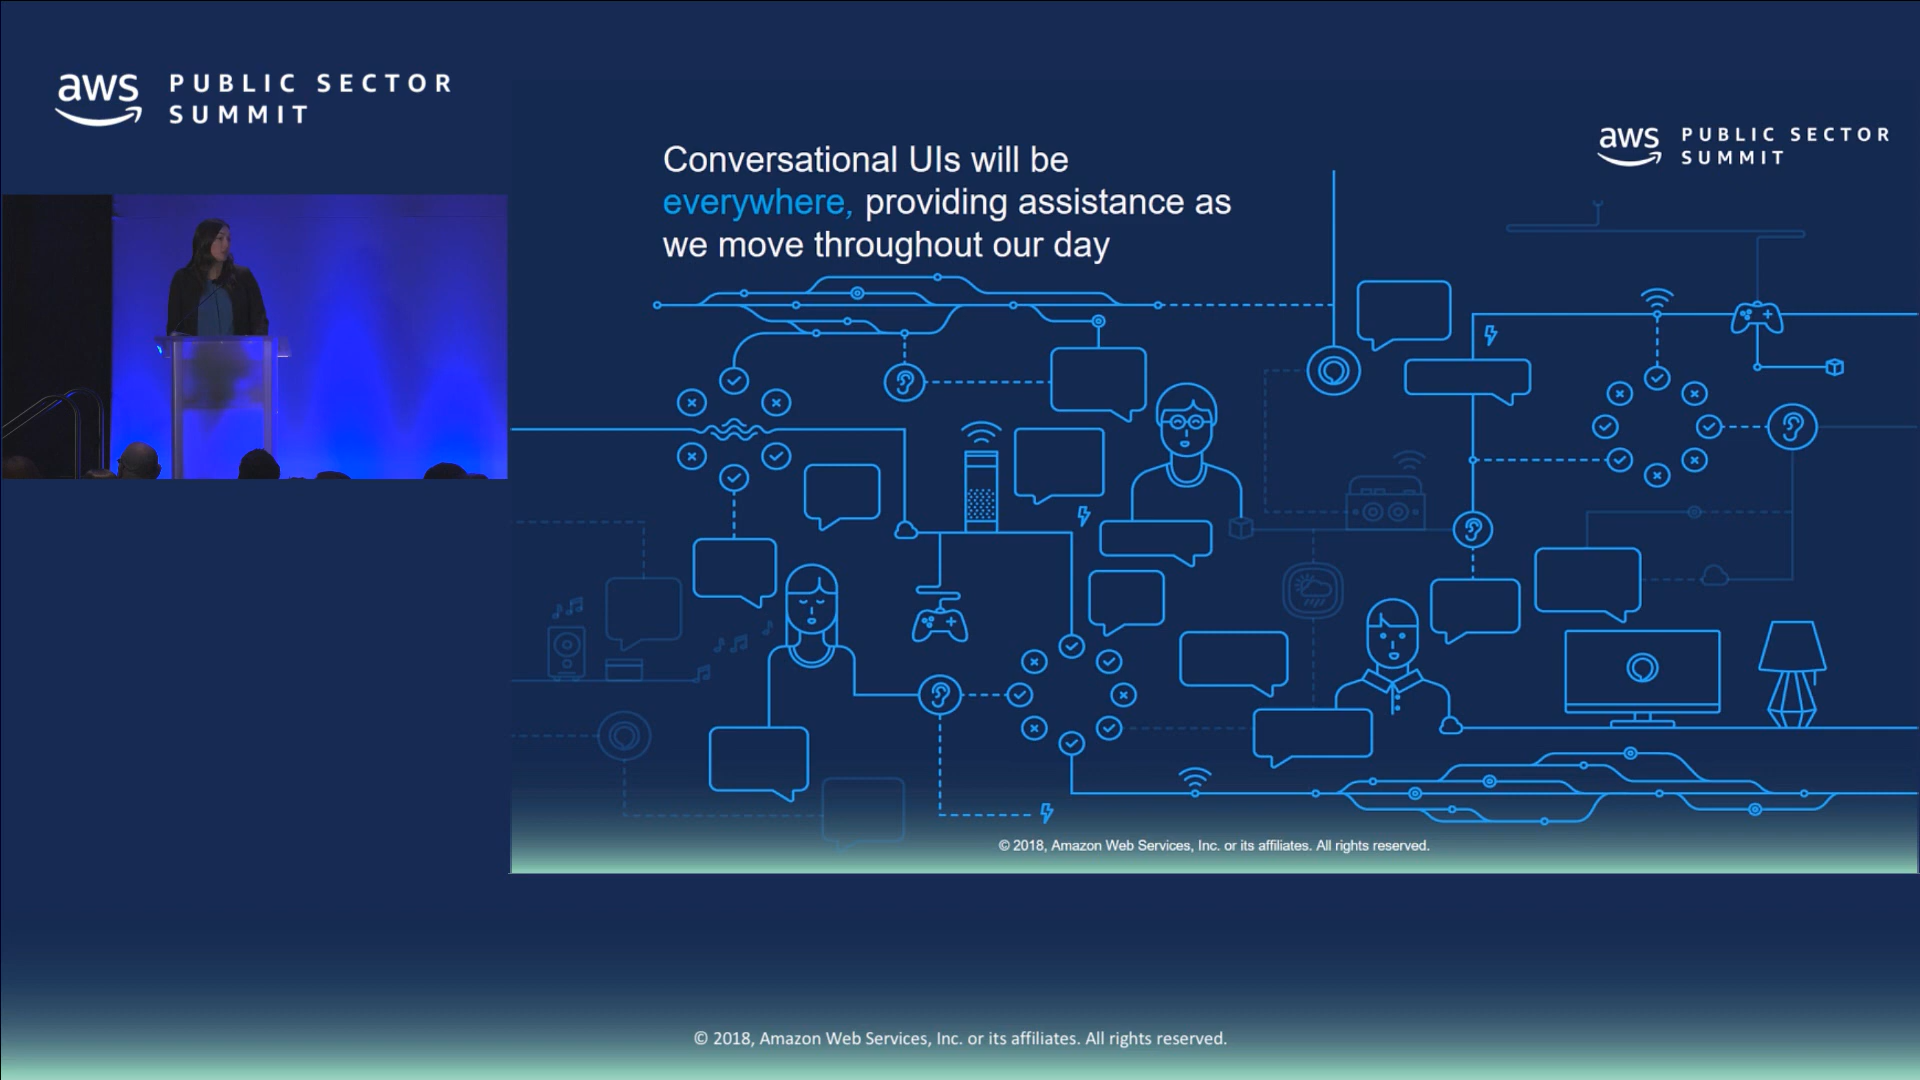 aws PUBLIC SECTOR
SUMMIT
aws PUBLIC SECTOR
SUMMIT
Conversational UIs will be
everywhere, providing assistance as
we move throughout our day
© 2018, Amazon Web Services, Inc. or its affiliates. All rights reserved.
© 2018, Amazon Web Services, Inc. or its affiliates. All rights reserved.